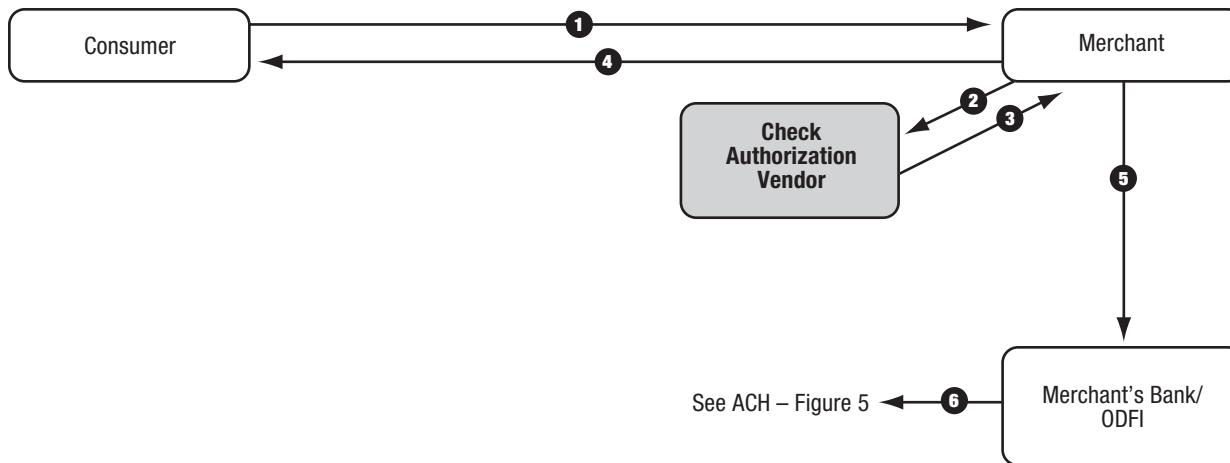 Consumer
1
Merchant
4
2
3
Check
Authorization
Vendor
5
See ACH – Figure 5
6
Merchant's Bank/
ODFI